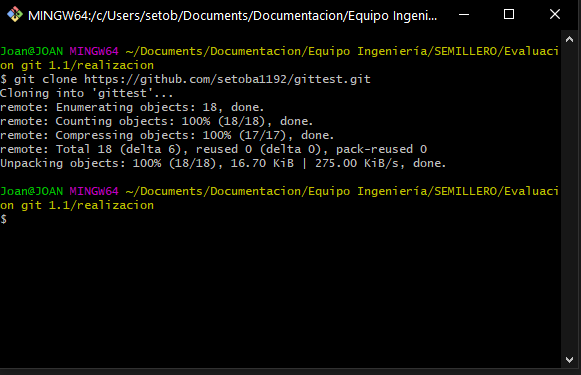 MINGW64:/c/Users/setob/Documents/Documentacion/Equipo Ingeni...
Joan@JOAN MINGW64 ~/Documents/Documentacion/Equipo Ingeniería/SEMILLERO/Evaluaci
on git 1.1/realizacion
$ git clone https://github.com/setoba1192/gittest.git
Cloning into 'gittest'...
remote: Enumerating objects: 18, done.
remote: Counting objects: 100% (18/18), done.
remote: Compressing objects: 100% (17/17), done.
remote: Total 18 (delta 6), reused 0 (delta 0), pack-reused 0
Unpacking objects: 100% (18/18), 16.70 KiB | 275.00 KiB/s, done.
Joan@JOAN MINGW64 ~/Documents/Documentacion/Equipo Ingeniería/SEMILLERO/Evaluaci
on git 1.1/realizacion
$